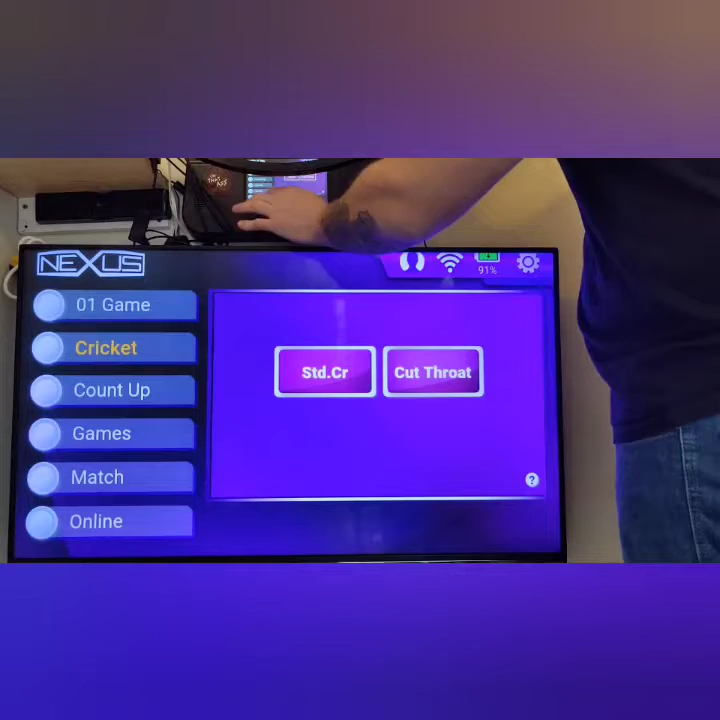 NEXUS
91%
01 Game
Cricket
Count Up
Games
Match
Online
Std.Cr
Cut Throat
?